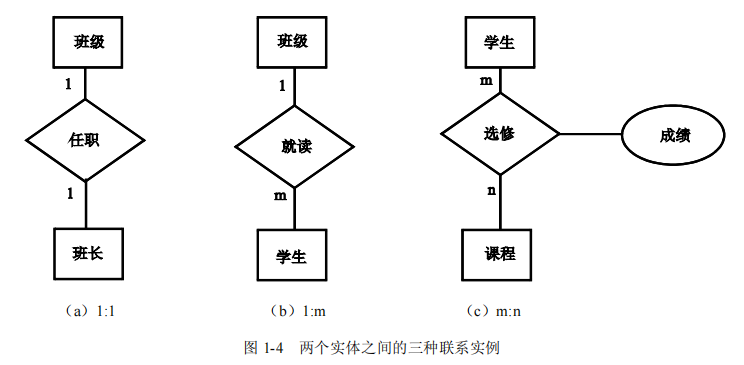 班级
1
任职
1
班长
（a）1:1
班级
1
就读
m
学生
（b）1:m
学生
m
选修
成绩
n
课程
（c）m:n
图 1-4 两个实体之间的三种联系实例